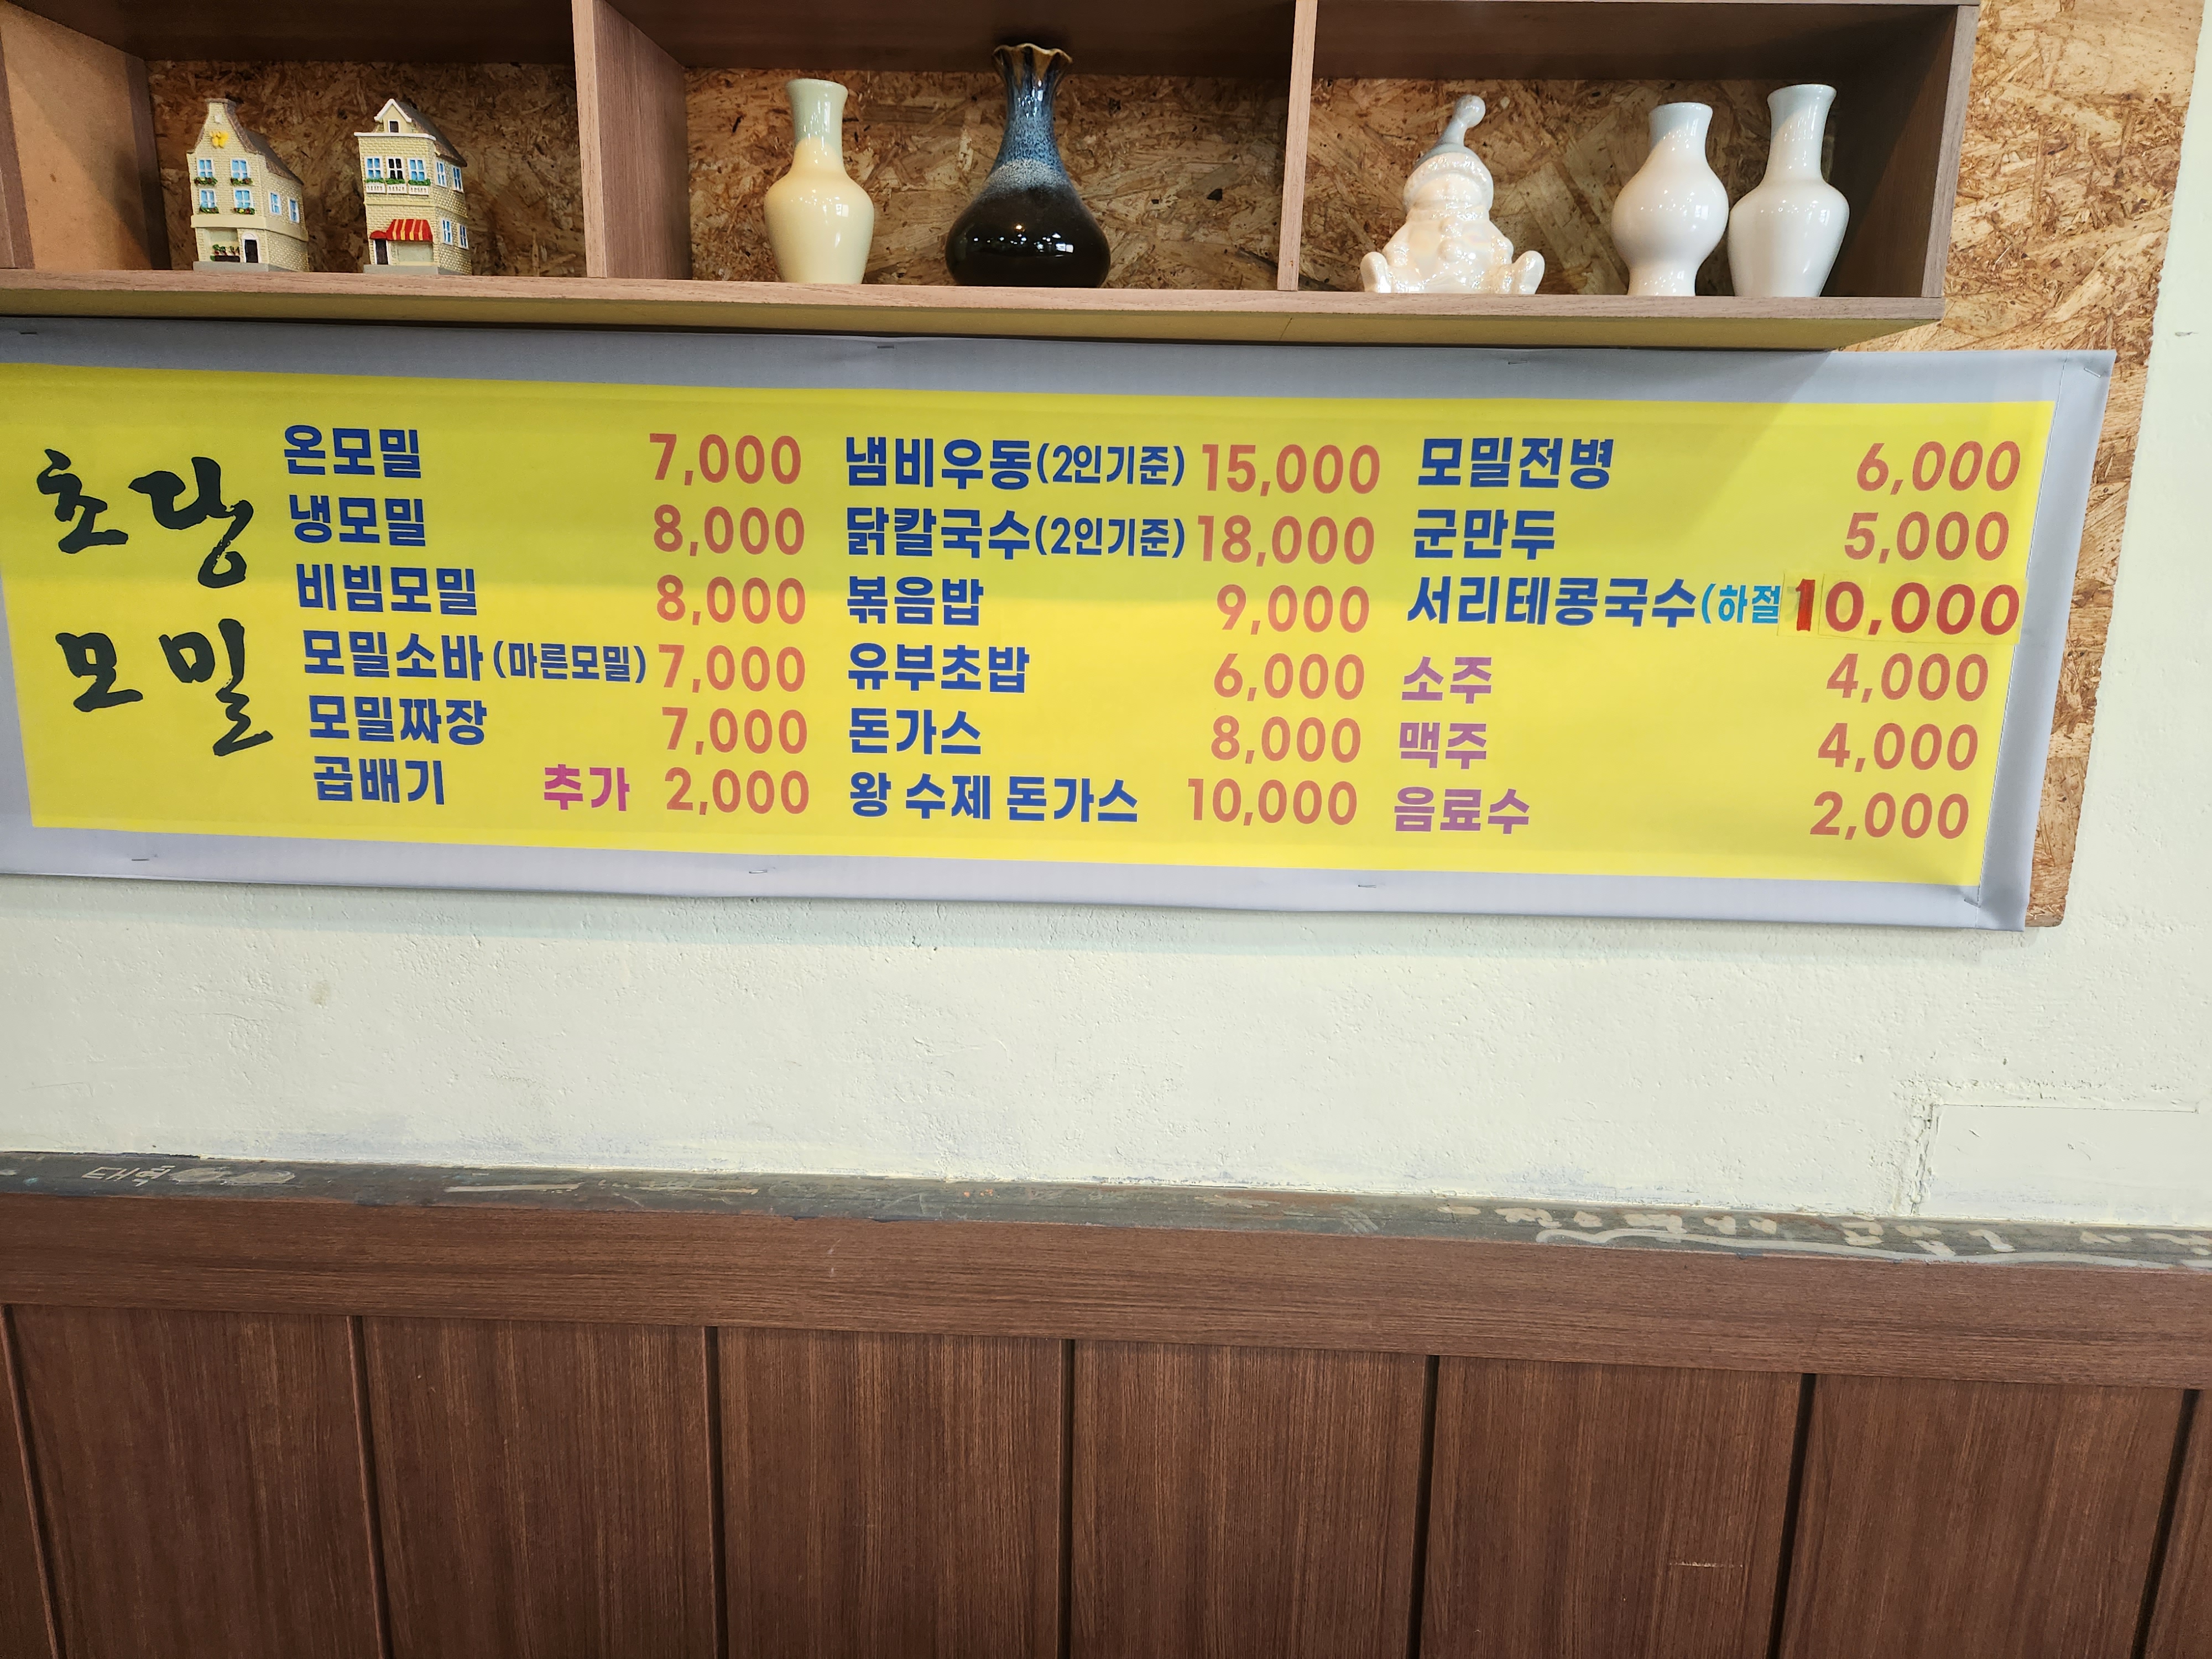 초당
모밀
온모밀 7,000
냉모밀 8,000
비빔모밀 8,000
모밀소바(마른모밀) 7,000
모밀짜장 7,000
곱배기 추가 2,000
냄비우동(2인기준) 15,000
닭칼국수(2인기준) 18,000
볶음밥 9,000
유부초밥 6,000
돈가스 8,000
왕 수제 돈가스 10,000
모밀전병 6,000
군만두 5,000
서리테콩국수(하절 10,000
소주 4,000
맥주 4,000
음료수 2,000